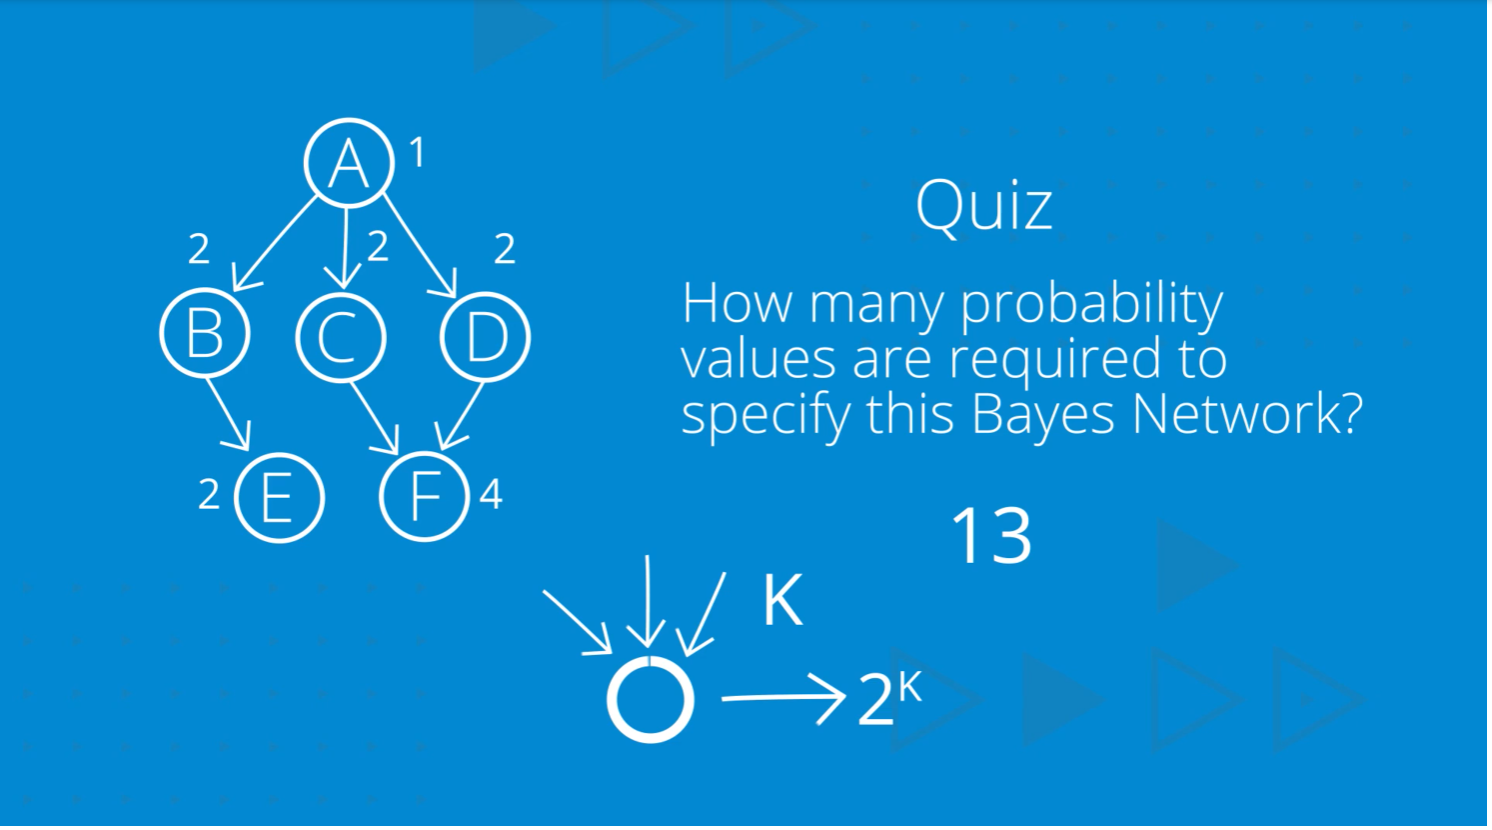 A 1
2 2 2
B C D
2 E F 4
Quiz
How many probability
values are required to
specify this Bayes Network?
13
K
2ᴷ